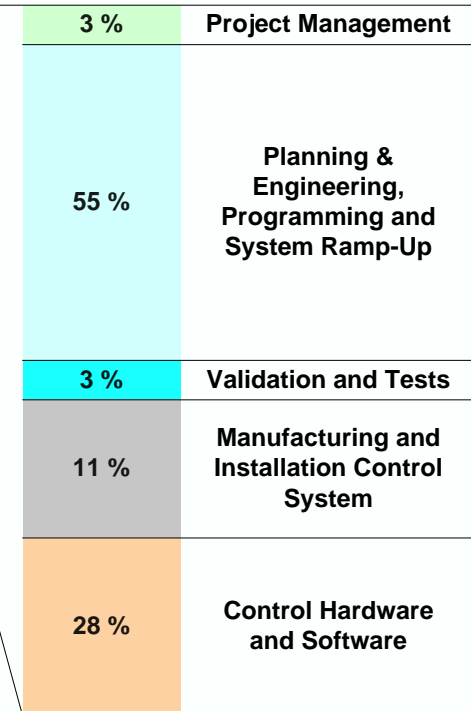 3 % Project Management
55 % Planning &
Engineering,
Programming and
System Ramp-Up
3 % Validation and Tests
11 % Manufacturing and
Installation Control
System
28 % Control Hardware
and Software